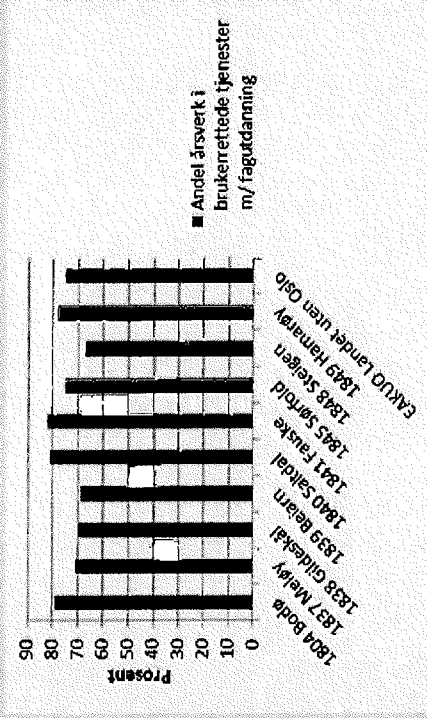 Prosent
90
80
70
60
50
40
30
20
10
0
1804 Bodø
1837 Meløy
1838 Gildeskål
1839 Beiarn
1840 Saltdal
1841 Fauske
1845 Sørfold
1848 Steigen
1849 Hamarøy
EAKUO Landet uten Oslo
■ Andel årsverk i
brukerrettede tjenester
m/ fagutdanning